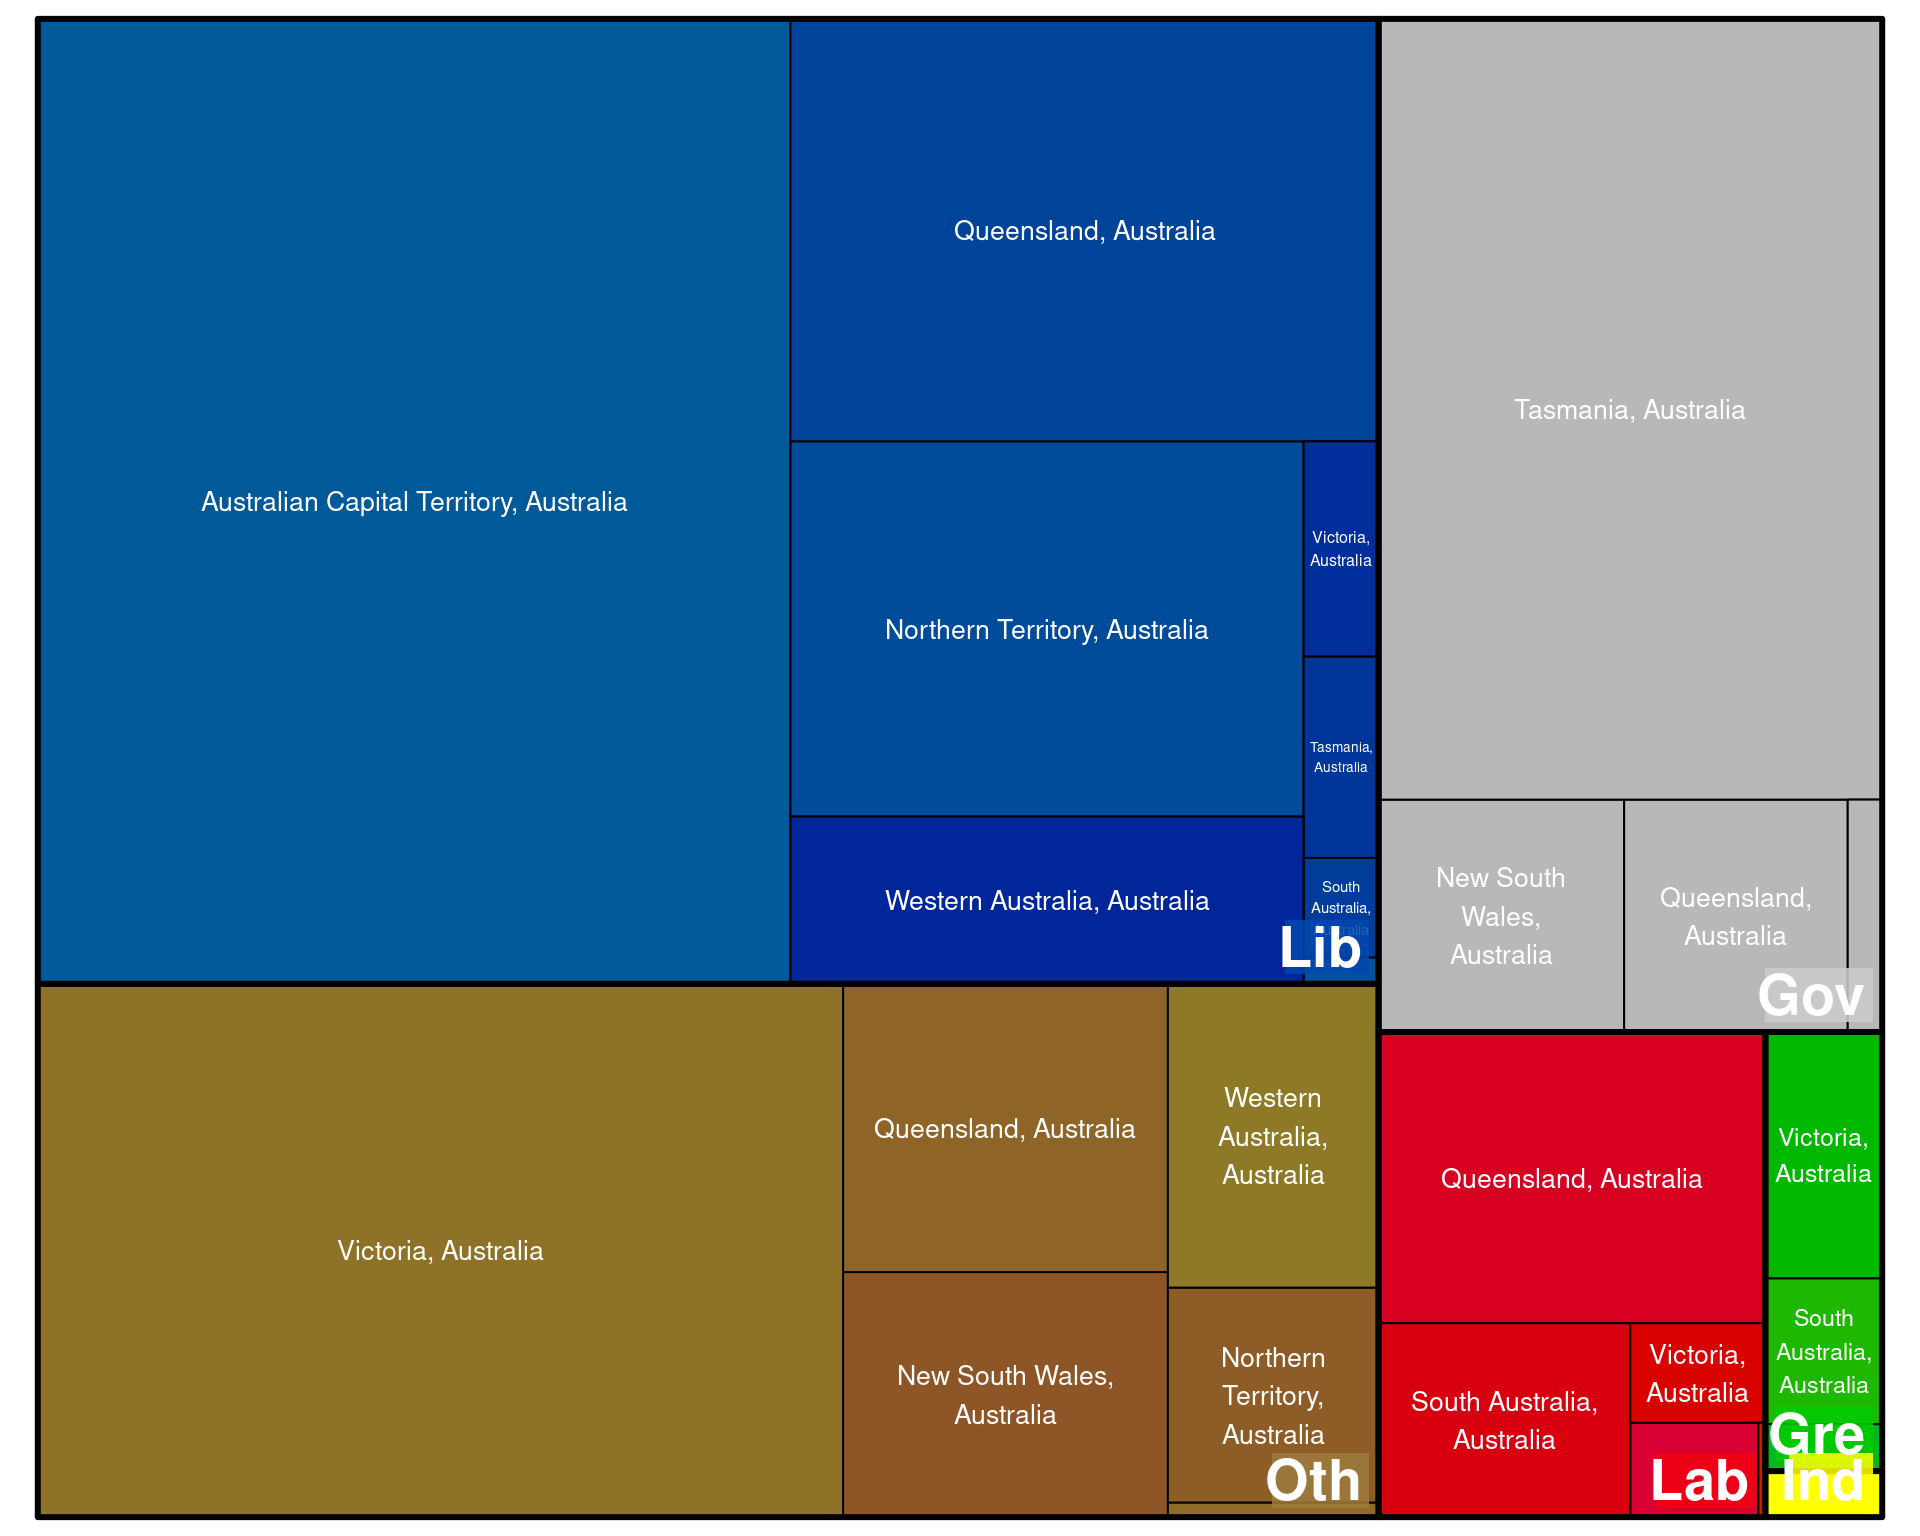 Australian Capital Territory, Australia
Queensland, Australia
Northern Territory, Australia
Victoria,
Australia
Tasmania,
Australia
Western Australia, Australia
South
Australia,
Australia
Lib
Tasmania, Australia
New South
Wales,
Australia
Queensland,
Australia
Gov
Victoria, Australia
Queensland, Australia
New South Wales,
Australia
Western
Australia,
Australia
Northern
Territory,
Australia
Oth
Queensland, Australia
South Australia,
Australia
Victoria,
Australia
Lab
Victoria,
Australia
South
Australia,
Australia
Gre
Ind